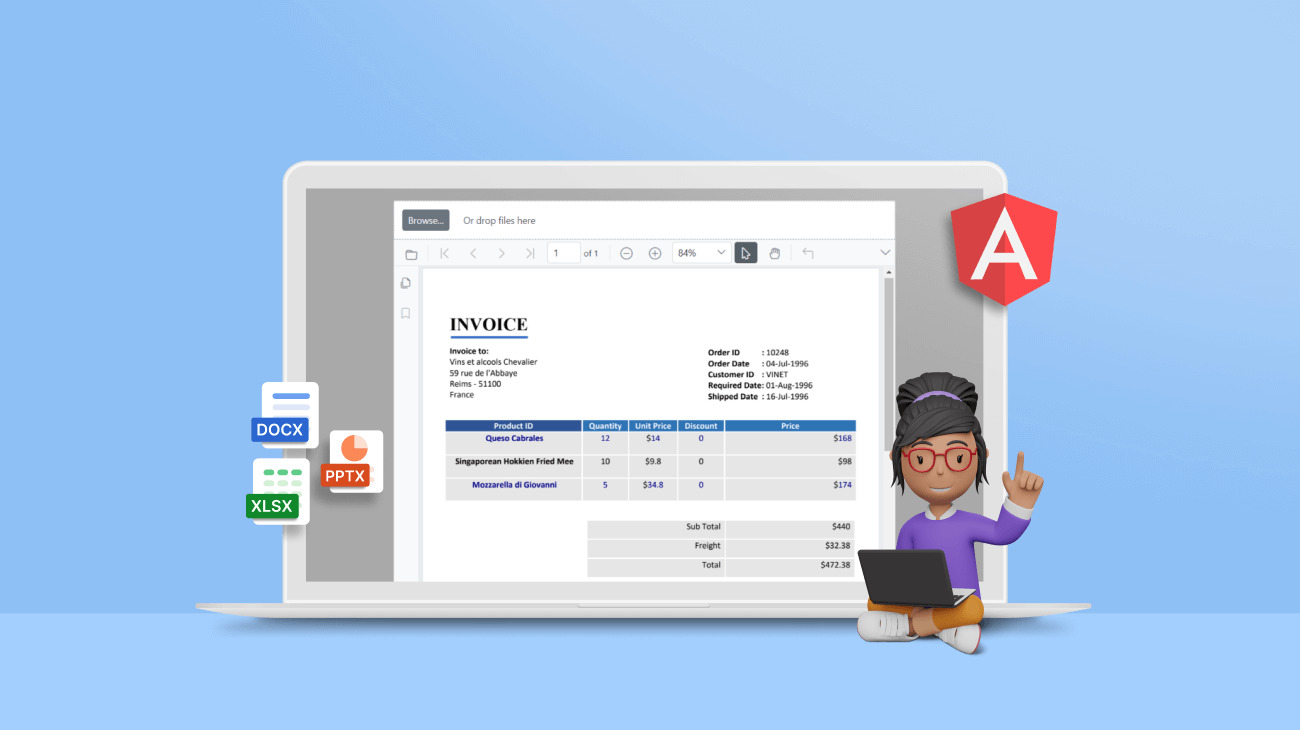 Browse... Or drop files here
1 of 1 84%
INVOICE
Invoice to:
Vins et alcools Chevalier
59 rue de l'Abbaye
Reims - 51100
France
Order ID : 10248
Order Date : 04-Jul-1996
Customer ID : VINET
Required Date: 01-Aug-1996
Shipped Date : 16-Jul-1996
Product ID Quantity Unit Price Discount Price
Queso Cabrales 12 $14 0 $168
Singaporean Hokkien Fried Mee 10 $9.8 0 $98
Mozzarella di Giovanni 5 $34.8 0 $174
Sub Total $440
Freight $32.38
Total $472.38
DOCX
PPTX
XLSX
A